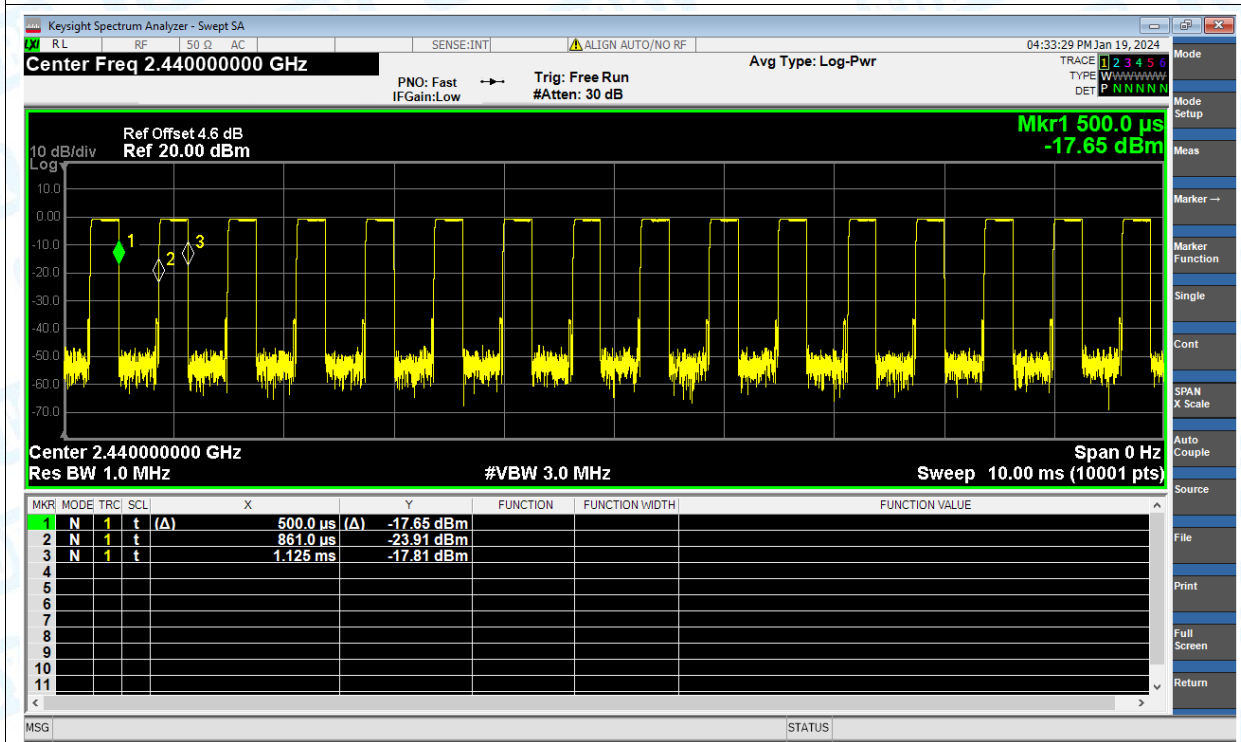 Keysight Spectrum Analyzer - Swept SA
LXI RL RF 50 Ω AC SENSE:INT ALIGN AUTO/NO RF 04:33:29 PM Jan 19, 2024
Center Freq 2.440000000 GHz
PNO: Fast
IFGain:Low
Trig: Free Run
#Atten: 30 dB
Avg Type: Log-Pwr
TRACE 1 2 3 4 5 6
TYPE WWWWWW
DET P N N N N N
Mkr1 500.0 µs
-17.65 dBm
Ref Offset 4.6 dB
10 dB/div Ref 20.00 dBm
Log
10.0
0.00
-10.0
-20.0
-30.0
-40.0
-50.0
-60.0
-70.0
1
2
3
Center 2.440000000 GHz Span 0 Hz
Res BW 1.0 MHz #VBW 3.0 MHz Sweep 10.00 ms (10001 pts)
MKR MODE TRC SCL X Y FUNCTION FUNCTION WIDTH FUNCTION VALUE
1 N 1 t (Δ) 500.0 µs (Δ) -17.65 dBm
2 N 1 t 861.0 µs -23.91 dBm
3 N 1 t 1.125 ms -17.81 dBm
4
5
6
7
8
9
10
11
MSG STATUS
Mode
Mode
Setup
Meas
Marker →
Marker
Function
Single
Cont
SPAN
X Scale
Auto
Couple
Source
File
Print
Full
Screen
Return